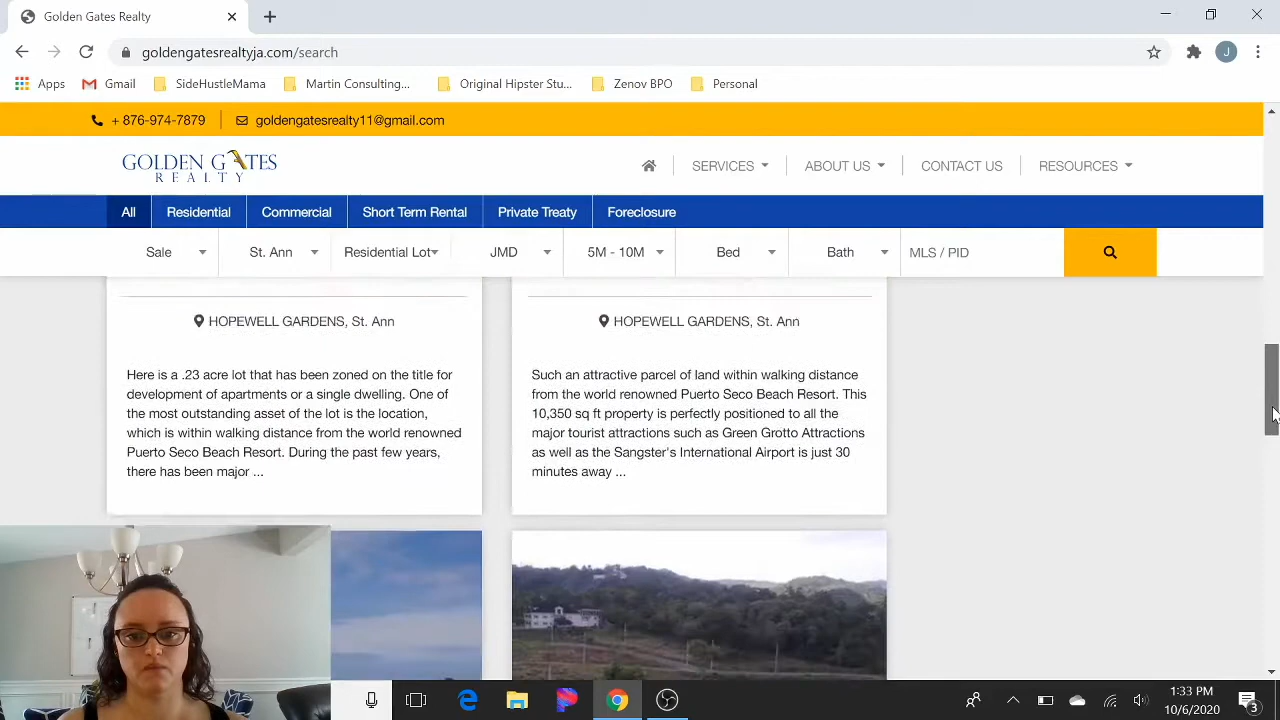 Golden Gates Realty
goldengatesrealtyja.com/search
J
Apps Gmail SideHustleMama Martin Consulting... Original Hipster Stu... Zenov BPO Personal
+ 876-974-7879 goldengatesrealty11@gmail.com
GOLDEN GATES
REALTY
SERVICES ABOUT US CONTACT US RESOURCES
All Residential Commercial Short Term Rental Private Treaty Foreclosure
Sale St. Ann Residential Lot JMD 5M - 10M Bed Bath MLS / PID
HOPEWELL GARDENS, St. Ann
Here is a .23 acre lot that has been zoned on the title for
development of apartments or a single dwelling. One of
the most outstanding asset of the lot is the location,
which is within walking distance from the world renowned
Puerto Seco Beach Resort. During the past few years,
there has been major ...
HOPEWELL GARDENS, St. Ann
Such an attractive parcel of land within walking distance
from the world renowned Puerto Seco Beach Resort. This
10,350 sq ft property is perfectly positioned to all the
major tourist attractions such as Green Grotto Attractions
as well as the Sangster's International Airport is just 30
minutes away ...
1:33 PM
10/6/2020
3